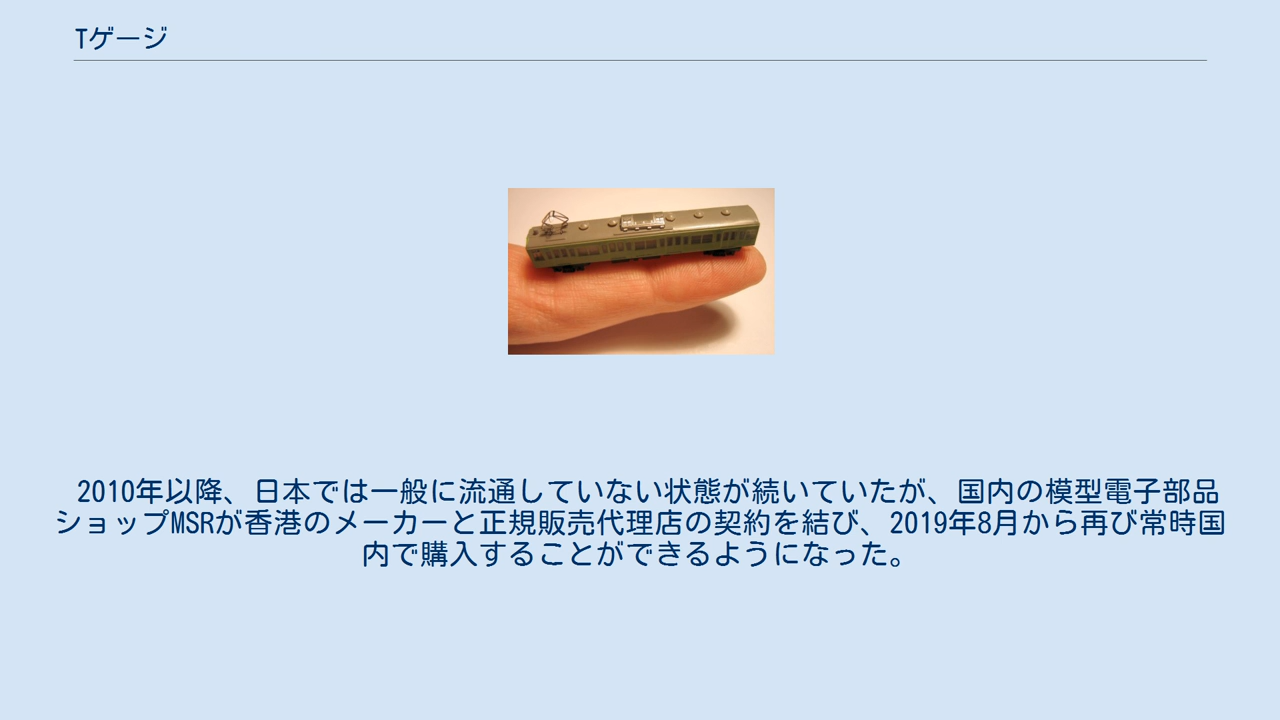 Tゲージ
2010年以降、日本では一般に流通していない状態が続いていたが、国内の模型電子部品
ショップMSRが香港のメーカーと正規販売代理店の契約を結び、2019年8月から再び常時国
内で購入することができるようになった。